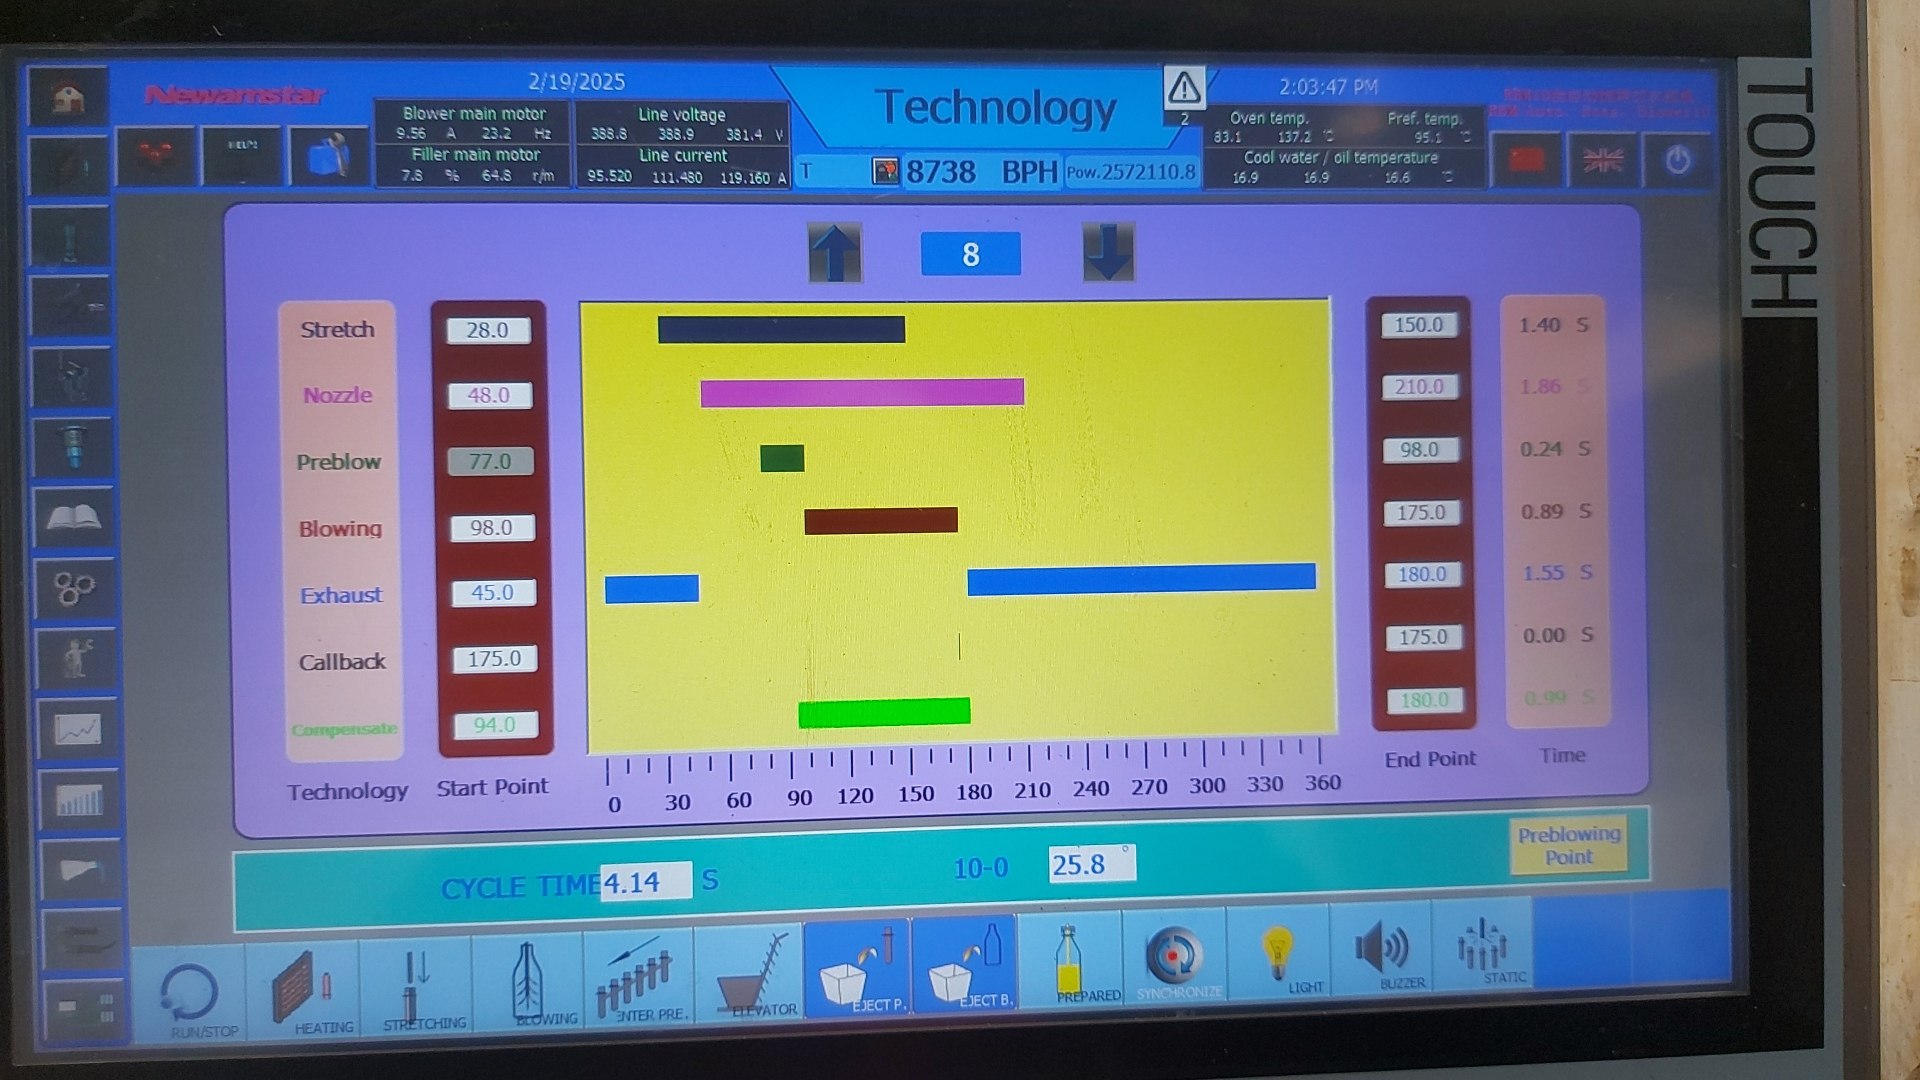 Newamstar
2/19/2025
Technology
2
2:03:47 PM
Blower main motor
9.56 A 23.2 Hz
Filler main motor
7.8 % 64.8 r/m
Line voltage
388.8 388.9 381.4 V
Line current
95.520 111.480 119.160 A
T 8738 BPH Pow.2572110.8
Oven temp. Pref. temp.
83.1 137.2 ℃ 95.1 ℃
Cool water / oil temperature
16.9 16.9 16.6 ℃
HELP?
TOUCH
8
Stretch 28.0 150.0 1.40 S
Nozzle 48.0 210.0 1.86 S
Preblow 77.0 98.0 0.24 S
Blowing 98.0 175.0 0.89 S
Exhaust 45.0 180.0 1.55 S
Callback 175.0 175.0 0.00 S
Compensate 94.0 180.0 0.99 S
Technology Start Point End Point Time
0 30 60 90 120 150 180 210 240 270 300 330 360
CYCLE TIME 4.14 S 10-0 25.8 °
Preblowing
Point
RUN/STOP
HEATING
STRETCHING
BLOWING
ENTER PRE.
ELEVATOR
EJECT P.
EJECT B.
PREPARED
SYNCHRONIZE
LIGHT
BUZZER
STATIC